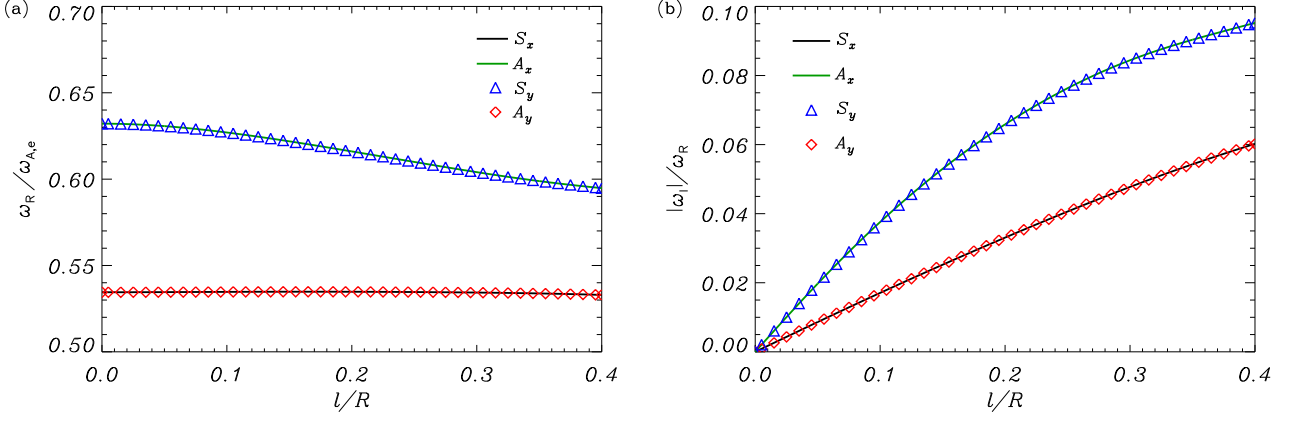 (a)
0.70
0.65
0.60
0.55
0.50
ω_R/ω_A,e
0.0 0.1 0.2 0.3 0.4
l/R
S_x
A_x
S_y
A_y
(b)
0.10
0.08
0.06
0.04
0.02
0.00
|ω_I|/ω_R
0.0 0.1 0.2 0.3 0.4
l/R
S_x
A_x
S_y
A_y